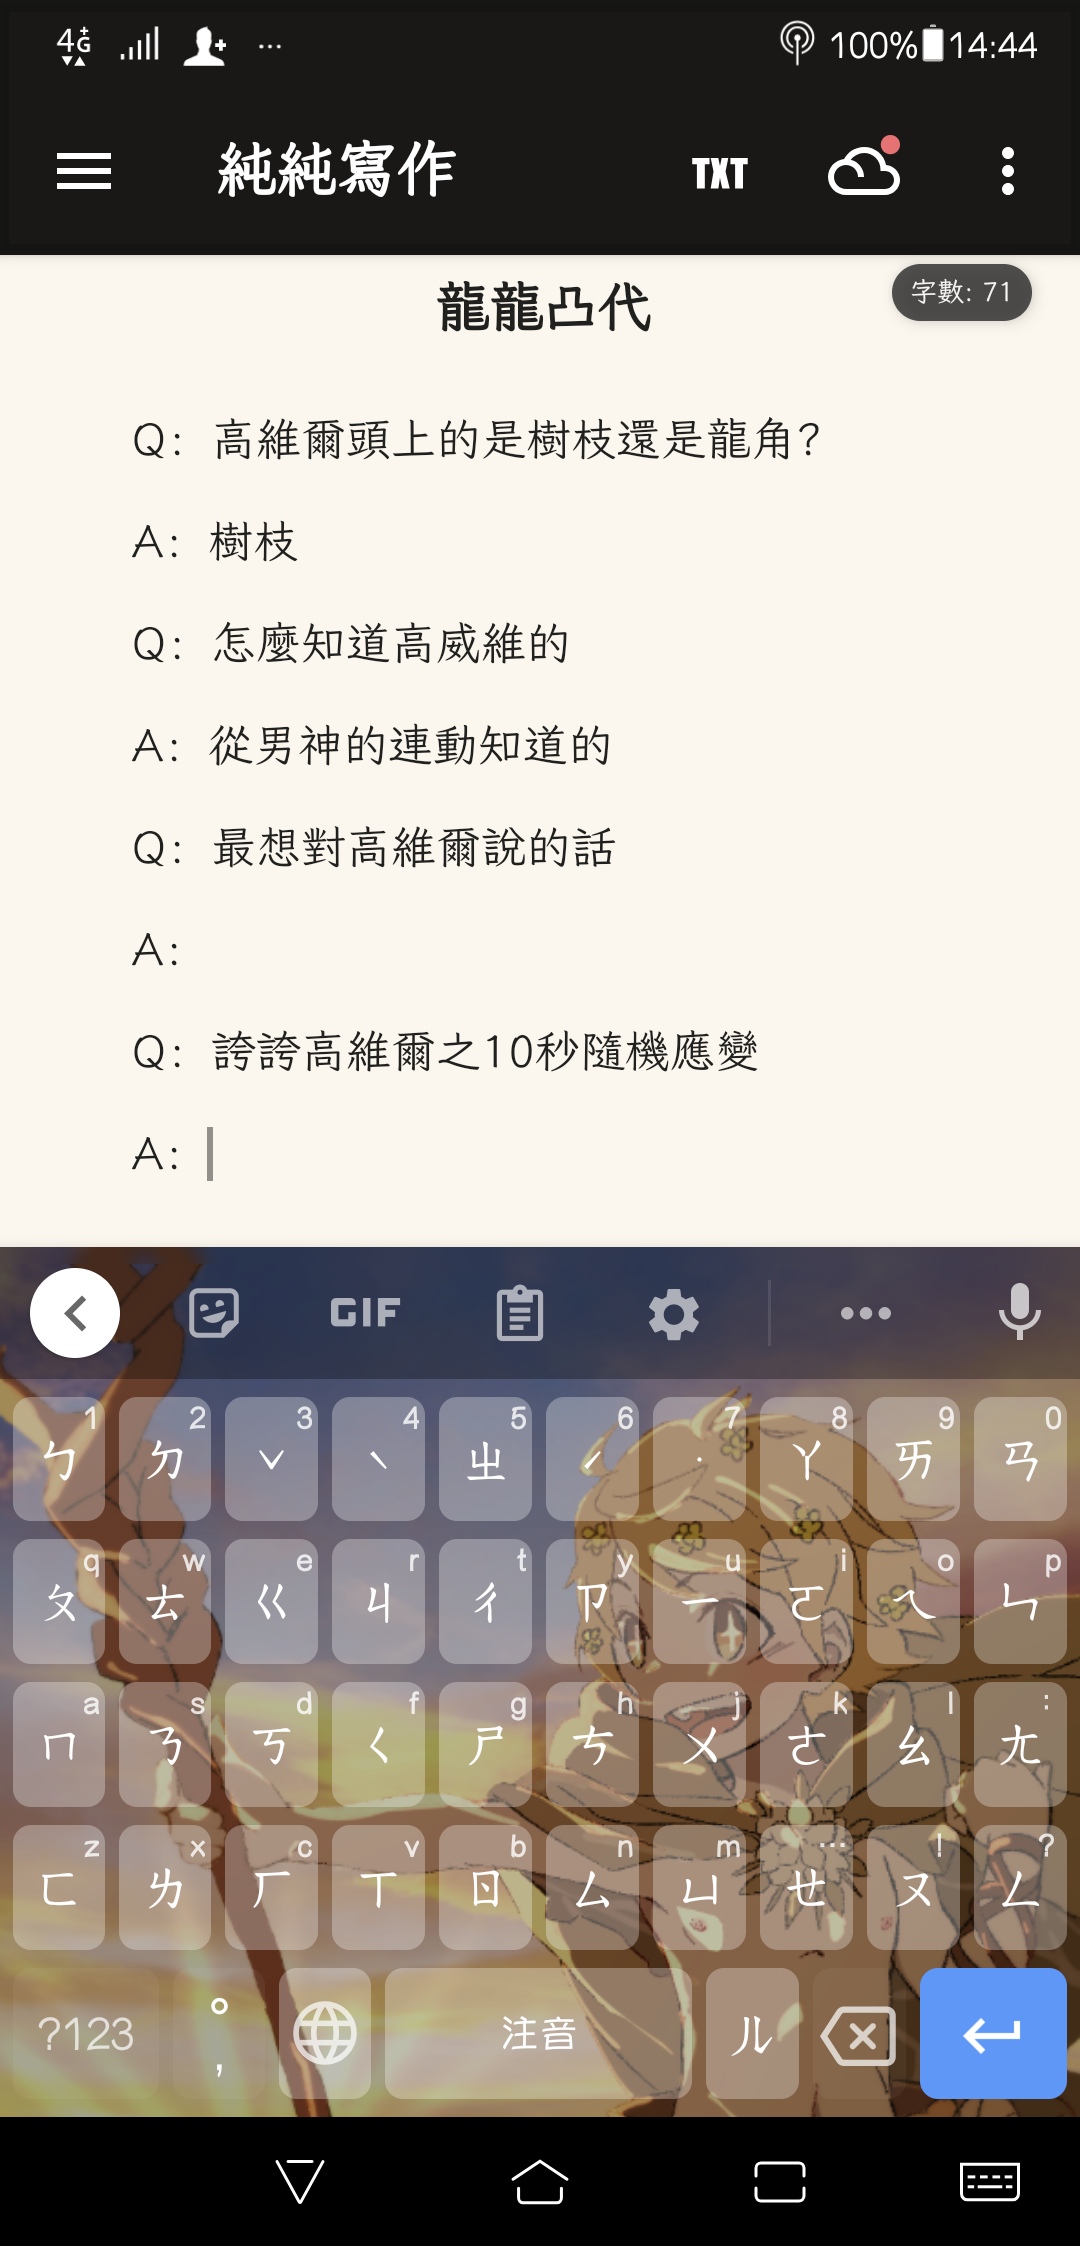 4G 100% 14:44
純純寫作 TXT
龍龍凸代 字數: 71
Q: 高維爾頭上的是樹枝還是龍角?
A: 樹枝
Q: 怎麼知道高威維的
A: 從男神的連動知道的
Q: 最想對高維爾說的話
A:
Q: 誇誇高維爾之10秒隨機應變
A:
GIF
1 2 3 4 5 6 7 8 9 0
ㄅ ㄉ ˇ ˋ ㄓ ˊ ˙ ㄚ ㄞ ㄢ
q w e r t y u i o p
ㄆ ㄊ ㄍ ㄐ ㄔ ㄗ ㄧ ㄛ ㄟ ㄣ
a s d f g h j k l :
ㄇ ㄋ ㄎ ㄑ ㄕ ㄘ ㄨ ㄜ ㄠ ㄤ
z x c v b n m … ! ?
ㄈ ㄌ ㄏ ㄒ ㄖ ㄙ ㄩ ㄝ ㄡ ㄥ
?123 。 , 注音 ㄦ